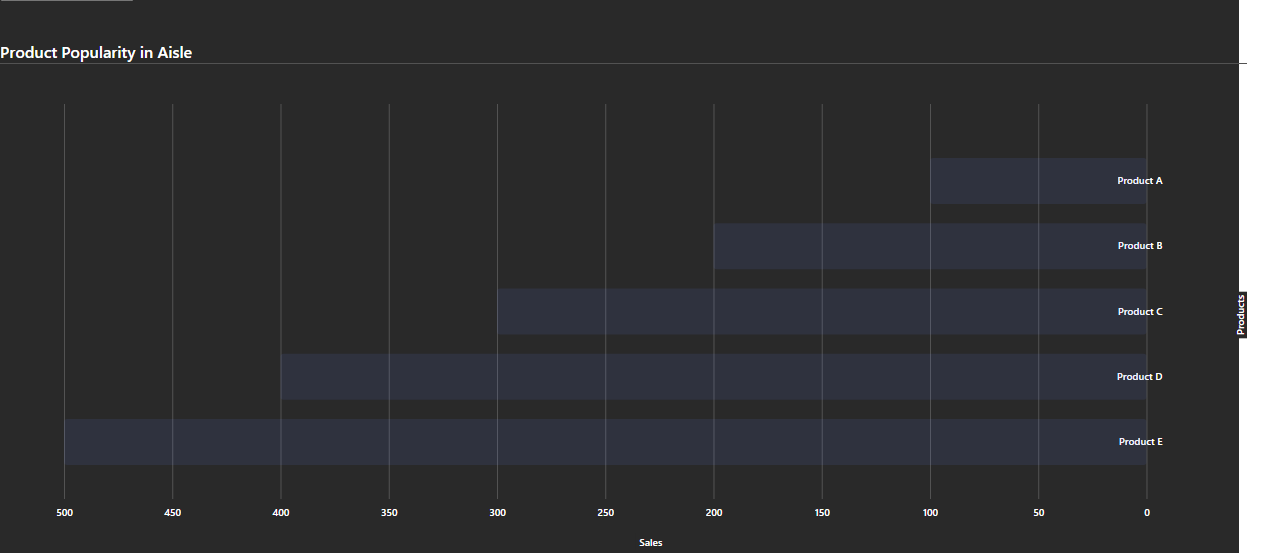 Product Popularity in Aisle
Product A
Product B
Product C
Products
Product D
Product E
500 450 400 350 300 250 200 150 100 50 0
Sales